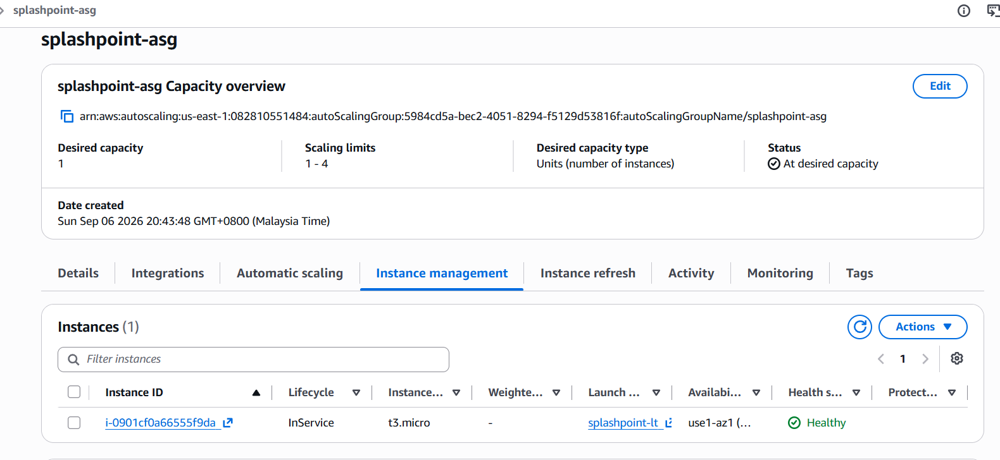 splashpoint-asg
splashpoint-asg
splashpoint-asg Capacity overview
Edit
arn:aws:autoscaling:us-east-1:082810551484:autoScalingGroup:5984cd5a-bec2-4051-8294-f5129d53816f:autoScalingGroupName/splashpoint-asg
Desired capacity
1
Scaling limits
1 - 4
Desired capacity type
Units (number of instances)
Status
At desired capacity
Date created
Sun Sep 06 2026 20:43:48 GMT+0800 (Malaysia Time)
Details Integrations Automatic scaling Instance management Instance refresh Activity Monitoring Tags
Instances (1)
Actions
Filter instances
1
Instance ID Lifecycle Instance... Weighte... Launch ... Availabi... Health s... Protect...
i-0901cf0a66555f9da InService t3.micro - splashpoint-lt use1-az1 (... Healthy